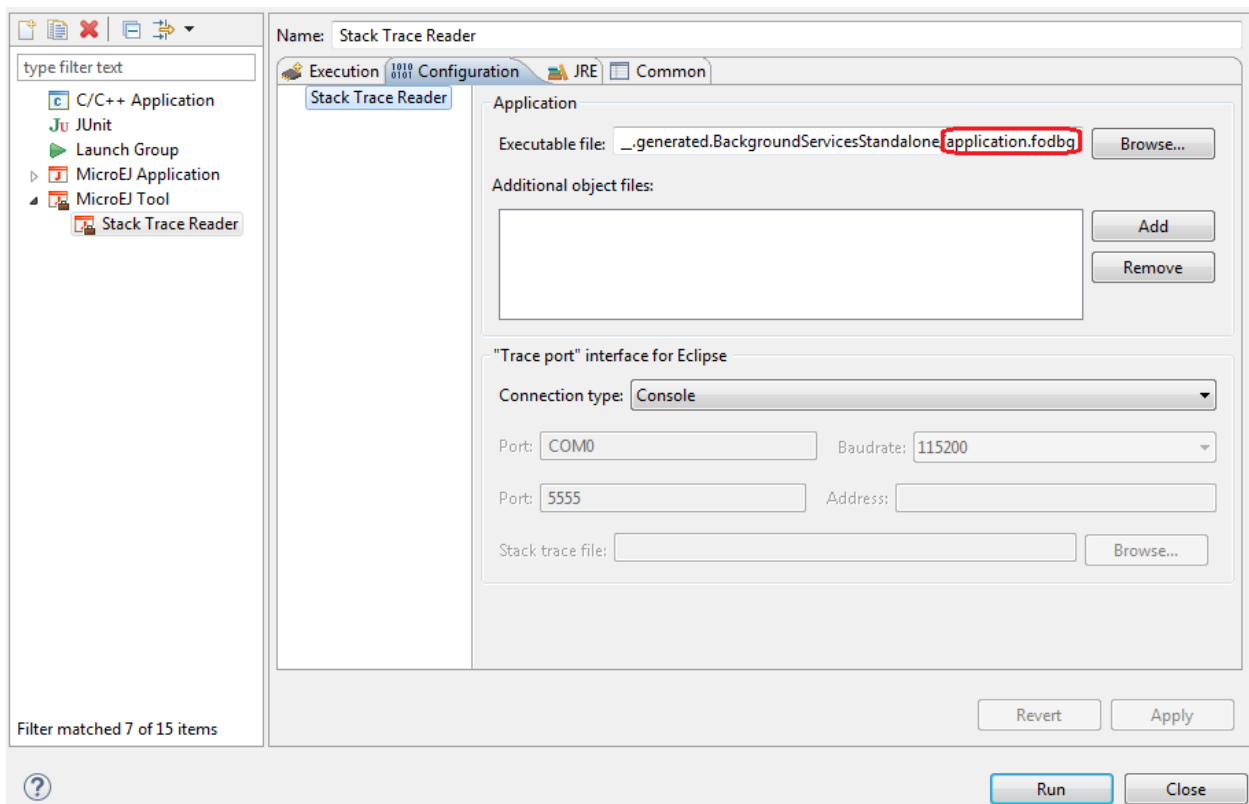 Name: Stack Trace Reader
type filter text
C/C++ Application
Ju JUnit
Launch Group
MicroEJ Application
MicroEJ Tool
Stack Trace Reader
Filter matched 7 of 15 items
Execution 1010 0101 Configuration JRE Common
Stack Trace Reader
Application
Executable file: _.generated.BackgroundServicesStandalone/application.fodbg Browse...
Additional object files:
Add
Remove
"Trace port" interface for Eclipse
Connection type: Console
Port: COM0 Baudrate: 115200
Port: 5555 Address:
Stack trace file: Browse...
Revert Apply
? Run Close